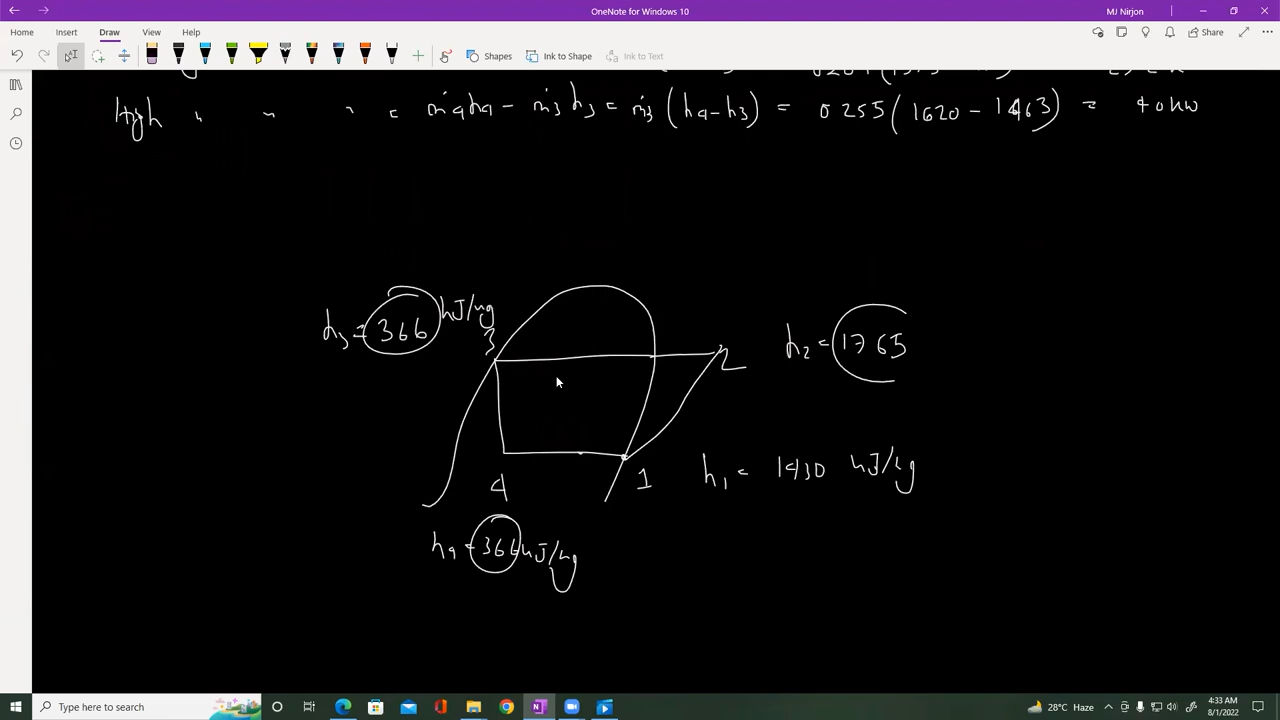 OneNote for Windows 10
MJ Nirjon
Home Insert Draw View Help
Shapes Ink to Shape Ink to Text
Share
High " " " = ṁ4h4 - ṁ3 h3 = ṁ3 (h4-h3) = 0.255 (1620 - 1463) = 40 kW
h3 = 366 kJ/kg
3
2
h2 = 1765
4
1
h1 = 1430 kJ/kg
h4 = 366 kJ/kg
Type here to search
28°C Haze
4:33 AM
8/1/2022